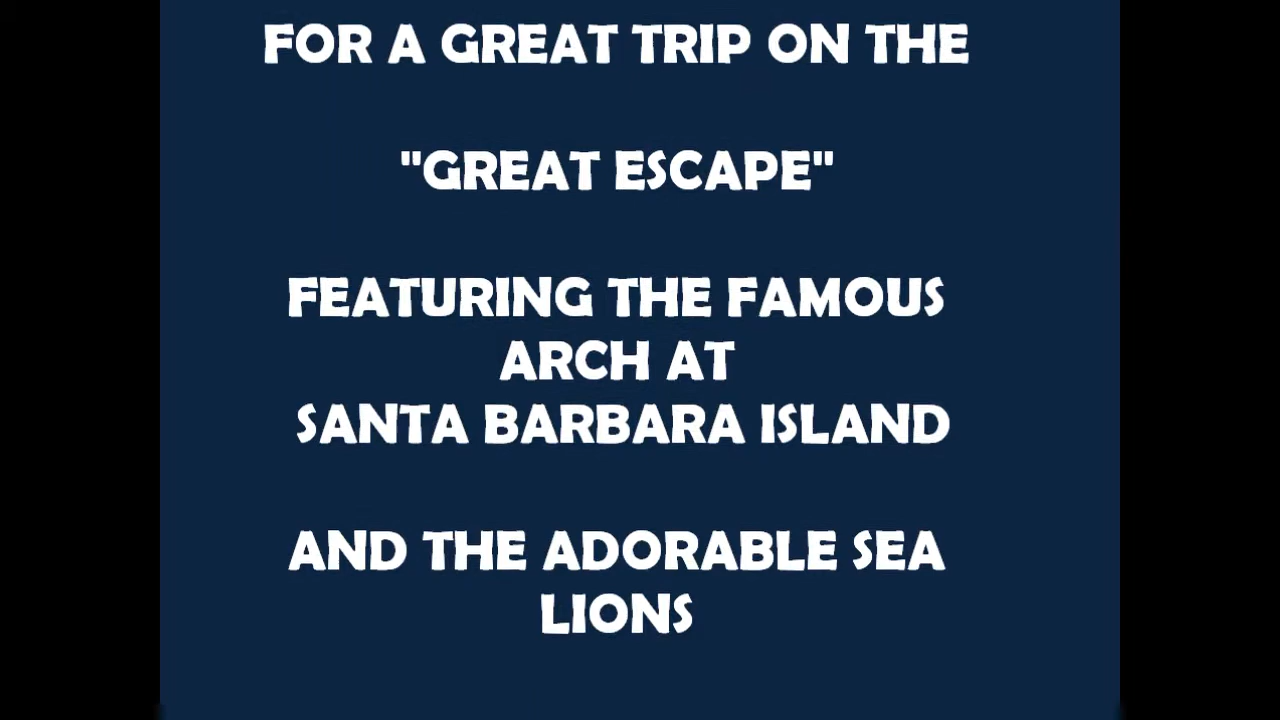 FOR A GREAT TRIP ON THE
"GREAT ESCAPE"
FEATURING THE FAMOUS
ARCH AT
SANTA BARBARA ISLAND
AND THE ADORABLE SEA
LIONS